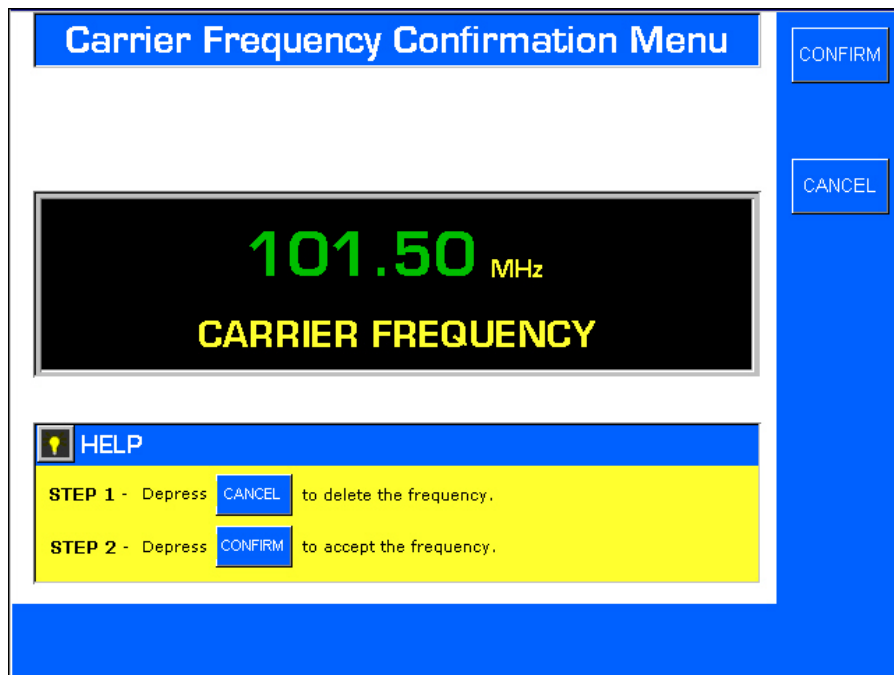 Carrier Frequency Confirmation Menu
CONFIRM
CANCEL
101.50 MHz
CARRIER FREQUENCY
HELP
STEP 1 - Depress CANCEL to delete the frequency.
STEP 2 - Depress CONFIRM to accept the frequency.